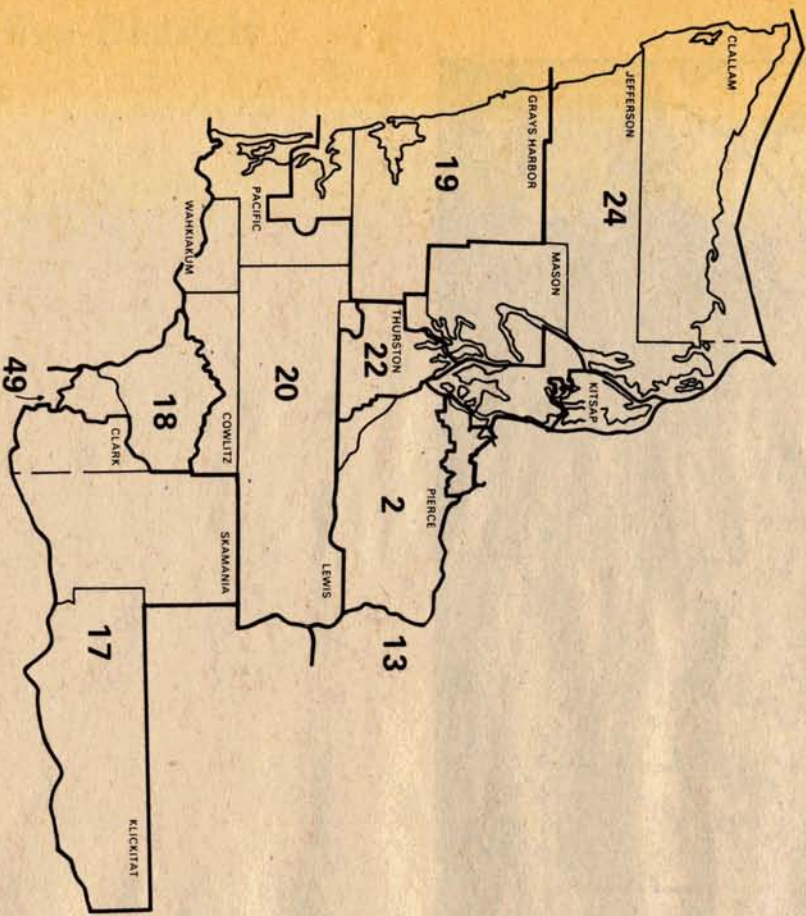 CLALLAM
JEFFERSON
24
GRAYS HARBOR
19
MASON
KITSAP
THURSTON
22
PIERCE
2
13
PACIFIC
LEWIS
20
WAHKIAKUM
COWLITZ
18
SKAMANIA
CLARK
49
17
KLICKITAT